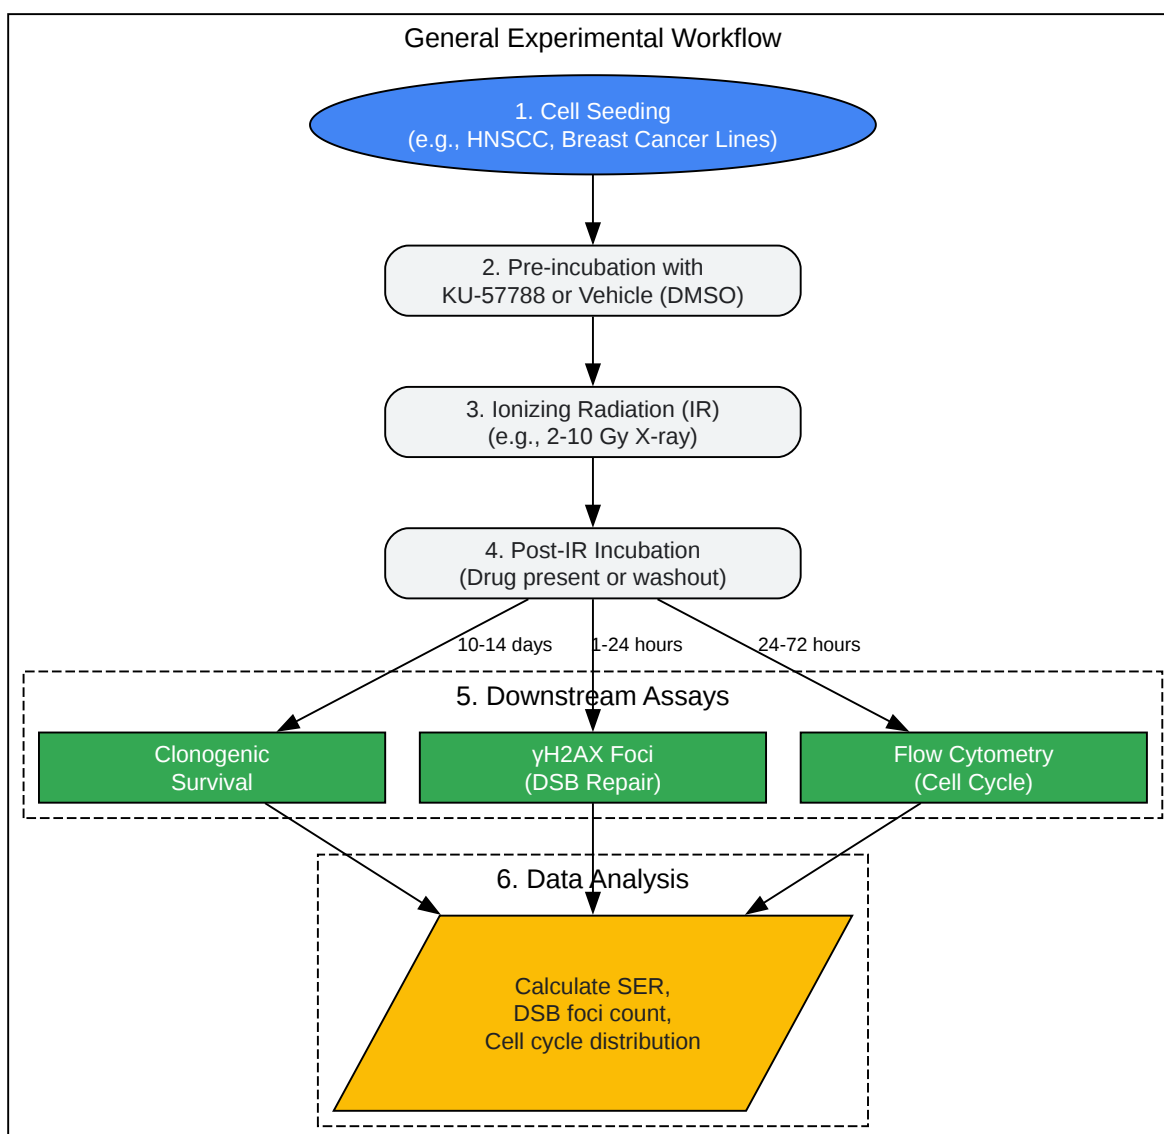 General Experimental Workflow
1. Cell Seeding
(e.g., HNSCC, Breast Cancer Lines)
2. Pre-incubation with
KU-57788 or Vehicle (DMSO)
3. Ionizing Radiation (IR)
(e.g., 2-10 Gy X-ray)
4. Post-IR Incubation
(Drug present or washout)
10-14 days
1-24 hours
24-72 hours
5. Downstream Assays
Clonogenic
Survival
γH2AX Foci
(DSB Repair)
Flow Cytometry
(Cell Cycle)
6. Data Analysis
Calculate SER,
DSB foci count,
Cell cycle distribution